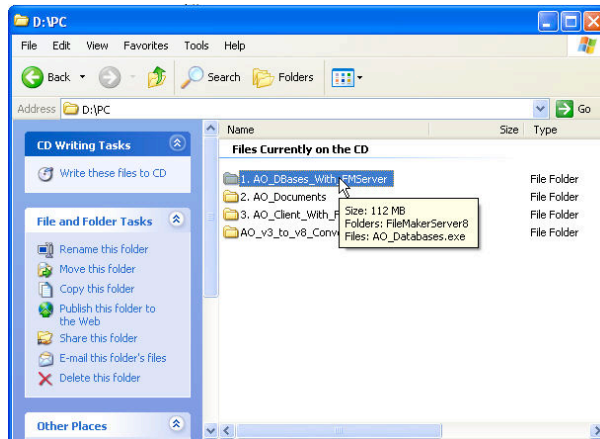 D:\PC
File Edit View Favorites Tools Help
Back Search Folders
Address D:\PC Go
Name Size Type
CD Writing Tasks
Write these files to CD
File and Folder Tasks
Rename this folder
Move this folder
Copy this folder
Publish this folder to
the Web
Share this folder
E-mail this folder's files
Delete this folder
Other Places
Files Currently on the CD
1. AO_DBases_With_FMServer File Folder
2. AO_Documents File Folder
3. AO_Client_With_F File Folder
AO_v3_to_v8_Conv File Folder
Size: 112 MB
Folders: FileMakerServer8
Files: AO_Databases.exe